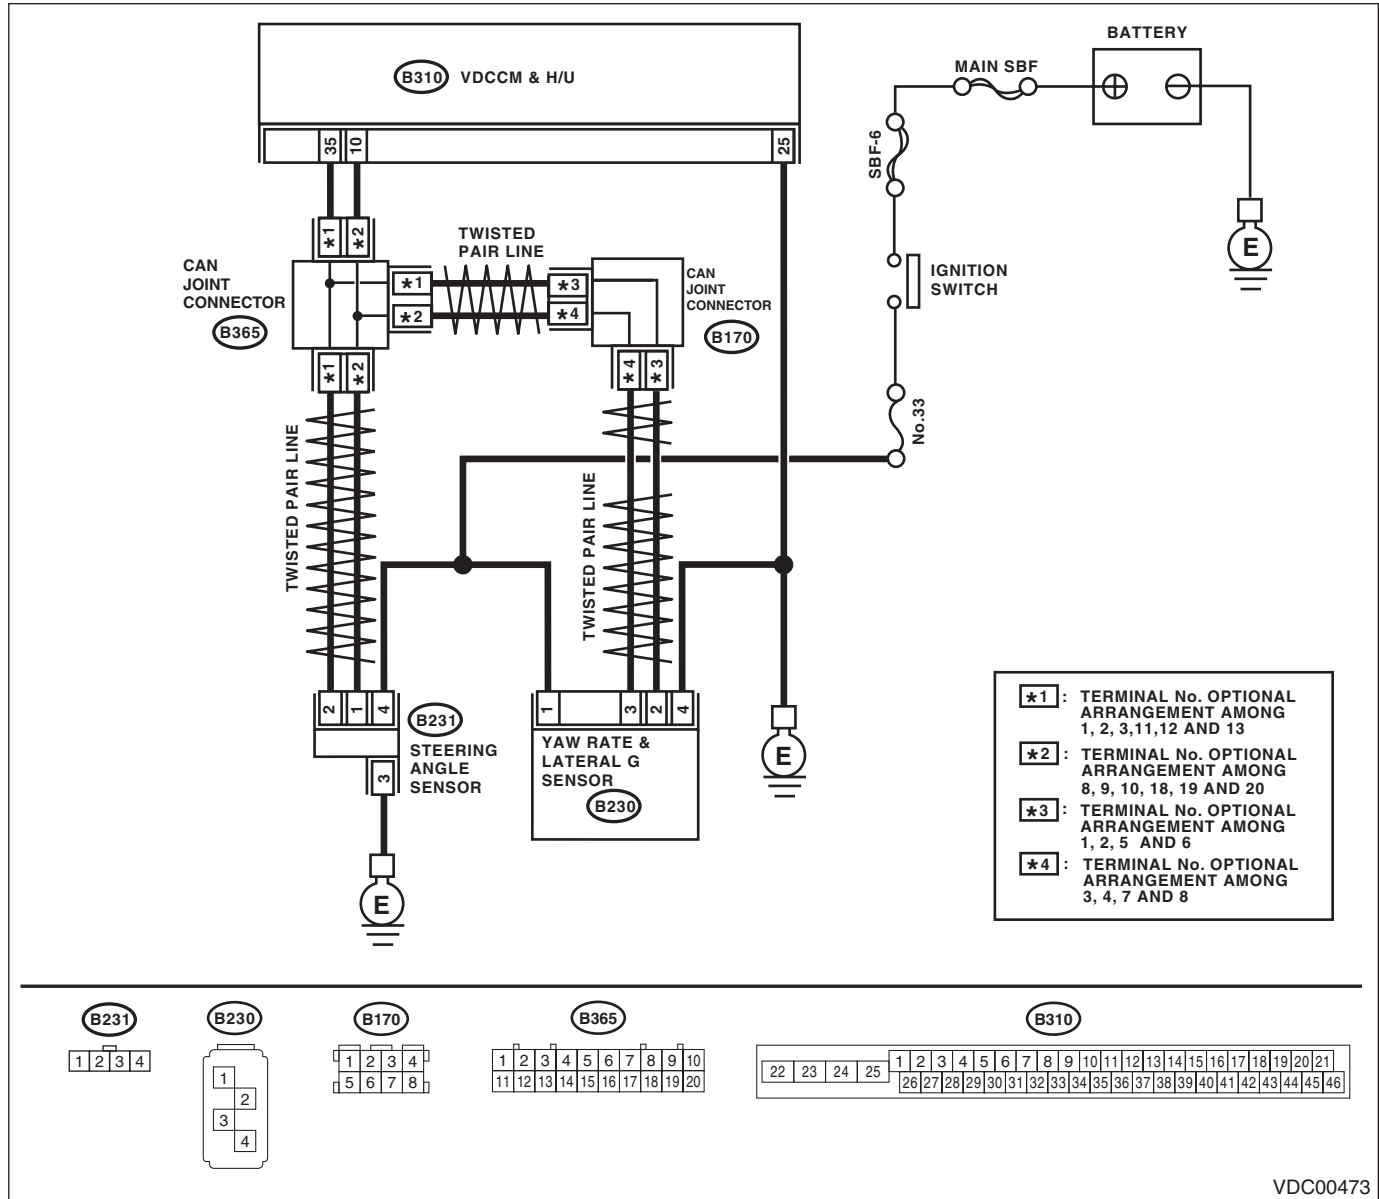 BATTERY
MAIN SBF
B310 VDCCM & H/U
35 10 25
SBF-6
*1 *2
TWISTED
PAIR LINE
CAN
JOINT
CONNECTOR
B365
*1 *3
*2 *4
CAN
JOINT
CONNECTOR
B170
E
IGNITION
SWITCH
*1 *2
*4 *3
No.33
TWISTED PAIR LINE
TWISTED PAIR LINE
2 1 4
B231
STEERING
ANGLE
SENSOR
3
E
1 3 2 4
YAW RATE &
LATERAL G
SENSOR
B230
E
*1 : TERMINAL No. OPTIONAL
ARRANGEMENT AMONG
1, 2, 3,11,12 AND 13
*2 : TERMINAL No. OPTIONAL
ARRANGEMENT AMONG
8, 9, 10, 18, 19 AND 20
*3 : TERMINAL No. OPTIONAL
ARRANGEMENT AMONG
1, 2, 5 AND 6
*4 : TERMINAL No. OPTIONAL
ARRANGEMENT AMONG
3, 4, 7 AND 8
B231
1 2 3 4
B230
1
2
3
4
B170
1 2 3 4
5 6 7 8
B365
1 2 3 4 5 6 7 8 9 10
11 12 13 14 15 16 17 18 19 20
B310
22 23 24 25
1 2 3 4 5 6 7 8 9 10 11 12 13 14 15 16 17 18 19 20 21
26 27 28 29 30 31 32 33 34 35 36 37 38 39 40 41 42 43 44 45 46
VDC00473